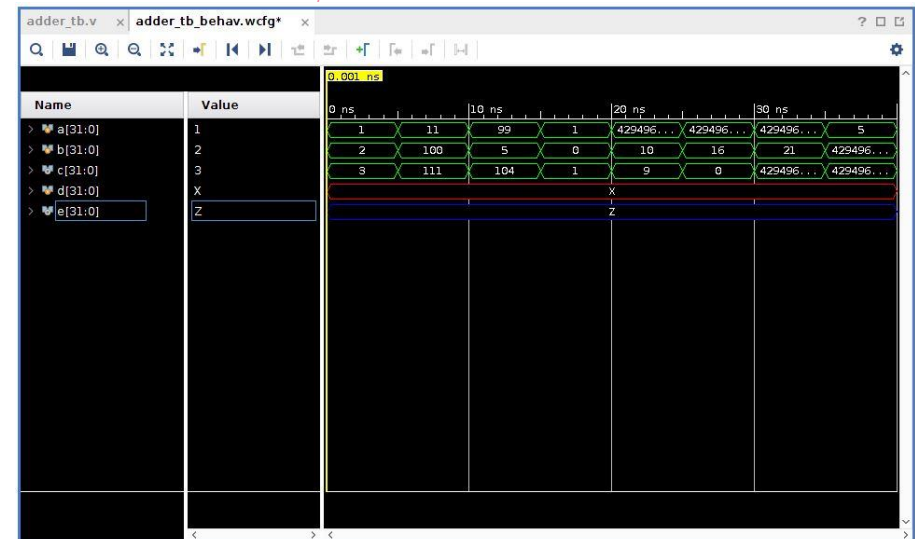 adder_tb.v × adder_tb_behav.wcfg* ×
0.001 ns
Name Value 0 ns 10 ns 20 ns 30 ns
a[31:0] 1 1 11 99 1 429496... 429496... 429496... 5
b[31:0] 2 2 100 5 0 10 16 21 429496...
c[31:0] 3 3 111 104 1 9 0 429496... 429496...
d[31:0] X X
e[31:0] Z Z